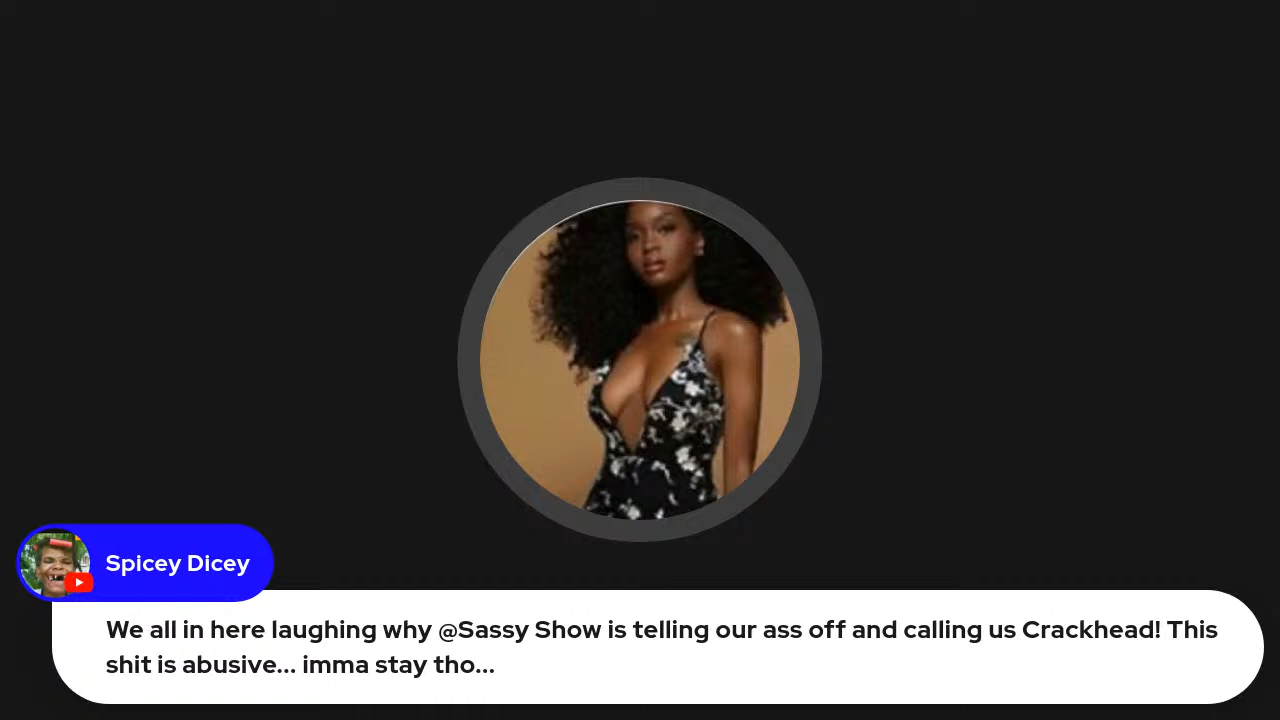 Spicey Dicey
We all in here laughing why @Sassy Show is telling our ass off and calling us Crackhead! This
shit is abusive... imma stay tho...